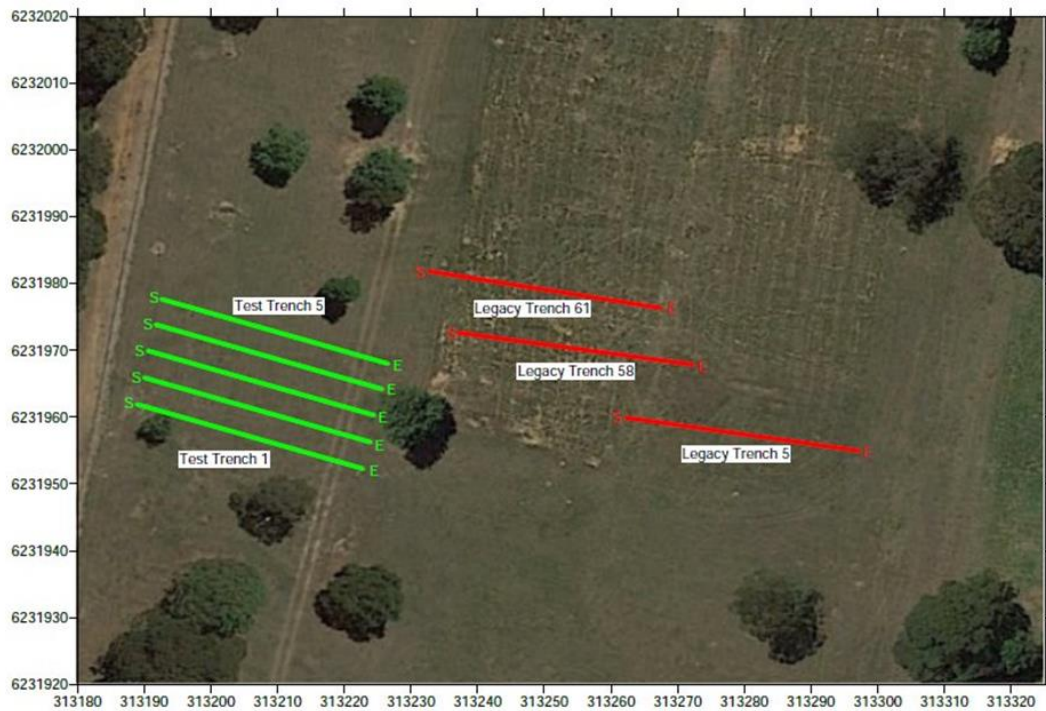 6232020
6232010
6232000
6231990
6231980
6231970
6231960
6231950
6231940
6231930
6231920
S
Test Trench 5
E
S
E
S
E
S
E
S
Test Trench 1
E
S
Legacy Trench 61
E
S
Legacy Trench 58
E
S
Legacy Trench 5
E
313180 313190 313200 313210 313220 313230 313240 313250 313260 313270 313280 313290 313300 313310 313320